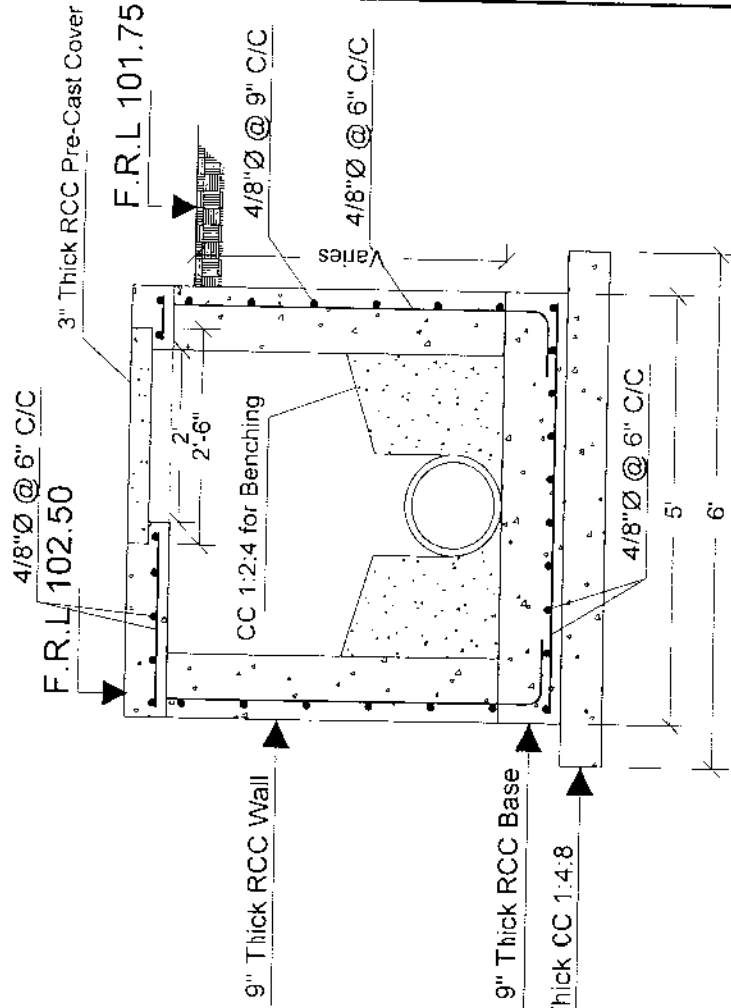 3" Thick RCC Pre-Cast Cover
F.R.L 101.75
4/8"Ø @ 6" C/C
F.R.L 102.50
4/8"Ø @ 9" C/C
4/8"Ø @ 6" C/C
2'
2'-6"
Varies
CC 1:2:4 for Benching
9" Thick RCC Wall
9" Thick RCC Base
Thick CC 1:4:8
4/8"Ø @ 6" C/C
5'
6'